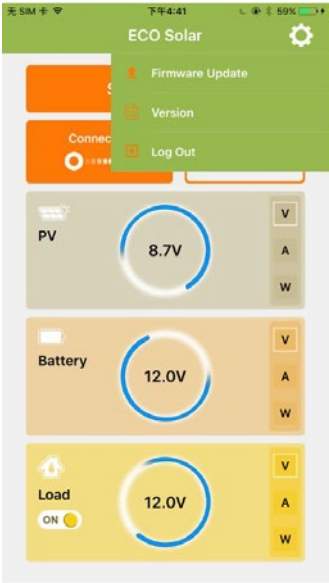 无 SIM 卡 下午4:41 59%
ECO Solar
Firmware Update
Version
Log Out
S
Connec
PV
8.7V
V
A
W
Battery
12.0V
V
A
W
Load
ON
12.0V
V
A
W